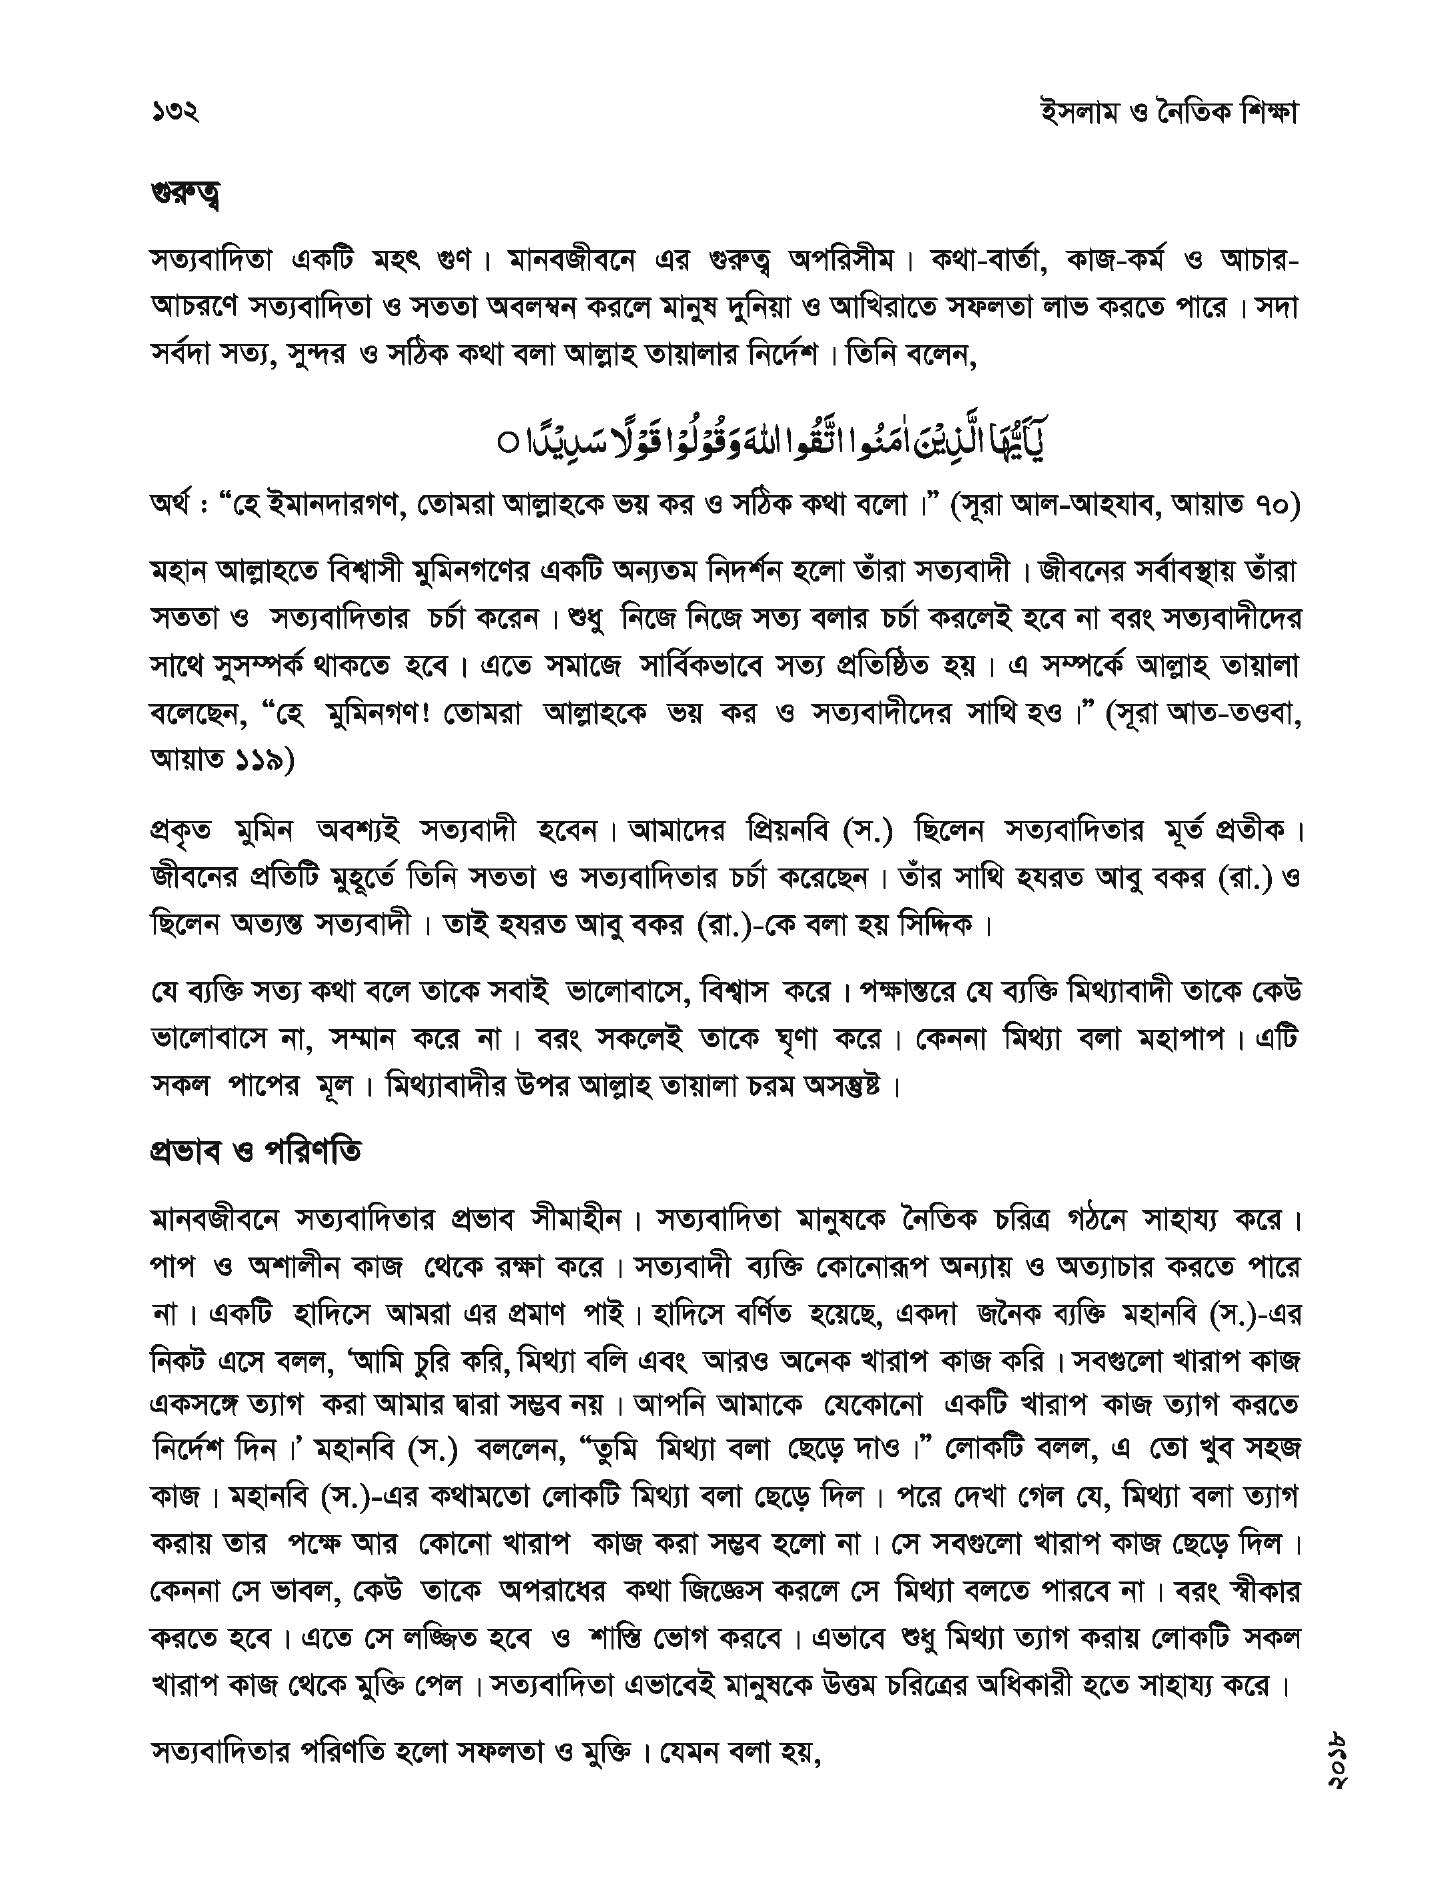 ১৩২
ইসলাম ও নৈতিক শিক্ষা
গুরুত্ব
সত্যবাদিতা একটি মহৎ গুণ। মানবজীবনে এর গুরুত্ব অপরিসীম। কথা-বার্তা, কাজ-কর্ম ও আচার-
আচরণে সত্যবাদিতা ও সততা অবলম্বন করলে মানুষ দুনিয়া ও আখিরাতে সফলতা লাভ করতে পারে। সদা
সর্বদা সত্য, সুন্দর ও সঠিক কথা বলা আল্লাহ তায়ালার নির্দেশ। তিনি বলেন,
يٰٓاَيُّهَا الَّذِيْنَ اٰمَنُوا اتَّقُوا اللهَ وَقُوْلُوْا قَوْلًا سَدِيْدًا ○
অর্থ : “হে ইমানদারগণ, তোমরা আল্লাহকে ভয় কর ও সঠিক কথা বলো।” (সূরা আল-আহযাব, আয়াত ৭০)
মহান আল্লাহতে বিশ্বাসী মুমিনগণের একটি অন্যতম নিদর্শন হলো তাঁরা সত্যবাদী। জীবনের সর্বাবস্থায় তাঁরা
সততা ও সত্যবাদিতার চর্চা করেন। শুধু নিজে নিজে সত্য বলার চর্চা করলেই হবে না বরং সত্যবাদীদের
সাথে সুসম্পর্ক থাকতে হবে। এতে সমাজে সার্বিকভাবে সত্য প্রতিষ্ঠিত হয়। এ সম্পর্কে আল্লাহ তায়ালা
বলেছেন, “হে মুমিনগণ! তোমরা আল্লাহকে ভয় কর ও সত্যবাদীদের সাথি হও।” (সূরা আত-তওবা,
আয়াত ১১৯)
প্রকৃত মুমিন অবশ্যই সত্যবাদী হবেন। আমাদের প্রিয়নবি (স.) ছিলেন সত্যবাদিতার মূর্ত প্রতীক।
জীবনের প্রতিটি মুহূর্তে তিনি সততা ও সত্যবাদিতার চর্চা করেছেন। তাঁর সাথি হযরত আবু বকর (রা.) ও
ছিলেন অত্যন্ত সত্যবাদী। তাই হযরত আবু বকর (রা.)-কে বলা হয় সিদ্দিক।
যে ব্যক্তি সত্য কথা বলে তাকে সবাই ভালোবাসে, বিশ্বাস করে। পক্ষান্তরে যে ব্যক্তি মিথ্যাবাদী তাকে কেউ
ভালোবাসে না, সম্মান করে না। বরং সকলেই তাকে ঘৃণা করে। কেননা মিথ্যা বলা মহাপাপ। এটি
সকল পাপের মূল। মিথ্যাবাদীর উপর আল্লাহ তায়ালা চরম অসন্তুষ্ট।
প্রভাব ও পরিণতি
মানবজীবনে সত্যবাদিতার প্রভাব সীমাহীন। সত্যবাদিতা মানুষকে নৈতিক চরিত্র গঠনে সাহায্য করে।
পাপ ও অশালীন কাজ থেকে রক্ষা করে। সত্যবাদী ব্যক্তি কোনোরূপ অন্যায় ও অত্যাচার করতে পারে
না। একটি হাদিসে আমরা এর প্রমাণ পাই। হাদিসে বর্ণিত হয়েছে, একদা জনৈক ব্যক্তি মহানবি (স.)-এর
নিকট এসে বলল, ‘আমি চুরি করি, মিথ্যা বলি এবং আরও অনেক খারাপ কাজ করি। সবগুলো খারাপ কাজ
একসঙ্গে ত্যাগ করা আমার দ্বারা সম্ভব নয়। আপনি আমাকে যেকোনো একটি খারাপ কাজ ত্যাগ করতে
নির্দেশ দিন।’ মহানবি (স.) বললেন, “তুমি মিথ্যা বলা ছেড়ে দাও।” লোকটি বলল, এ তো খুব সহজ
কাজ। মহানবি (স.)-এর কথামতো লোকটি মিথ্যা বলা ছেড়ে দিল। পরে দেখা গেল যে, মিথ্যা বলা ত্যাগ
করায় তার পক্ষে আর কোনো খারাপ কাজ করা সম্ভব হলো না। সে সবগুলো খারাপ কাজ ছেড়ে দিল।
কেননা সে ভাবল, কেউ তাকে অপরাধের কথা জিজ্ঞেস করলে সে মিথ্যা বলতে পারবে না। বরং স্বীকার
করতে হবে। এতে সে লজ্জিত হবে ও শাস্তি ভোগ করবে। এভাবে শুধু মিথ্যা ত্যাগ করায় লোকটি সকল
খারাপ কাজ থেকে মুক্তি পেল। সত্যবাদিতা এভাবেই মানুষকে উত্তম চরিত্রের অধিকারী হতে সাহায্য করে।
সত্যবাদিতার পরিণতি হলো সফলতা ও মুক্তি। যেমন বলা হয়,
২০১৮